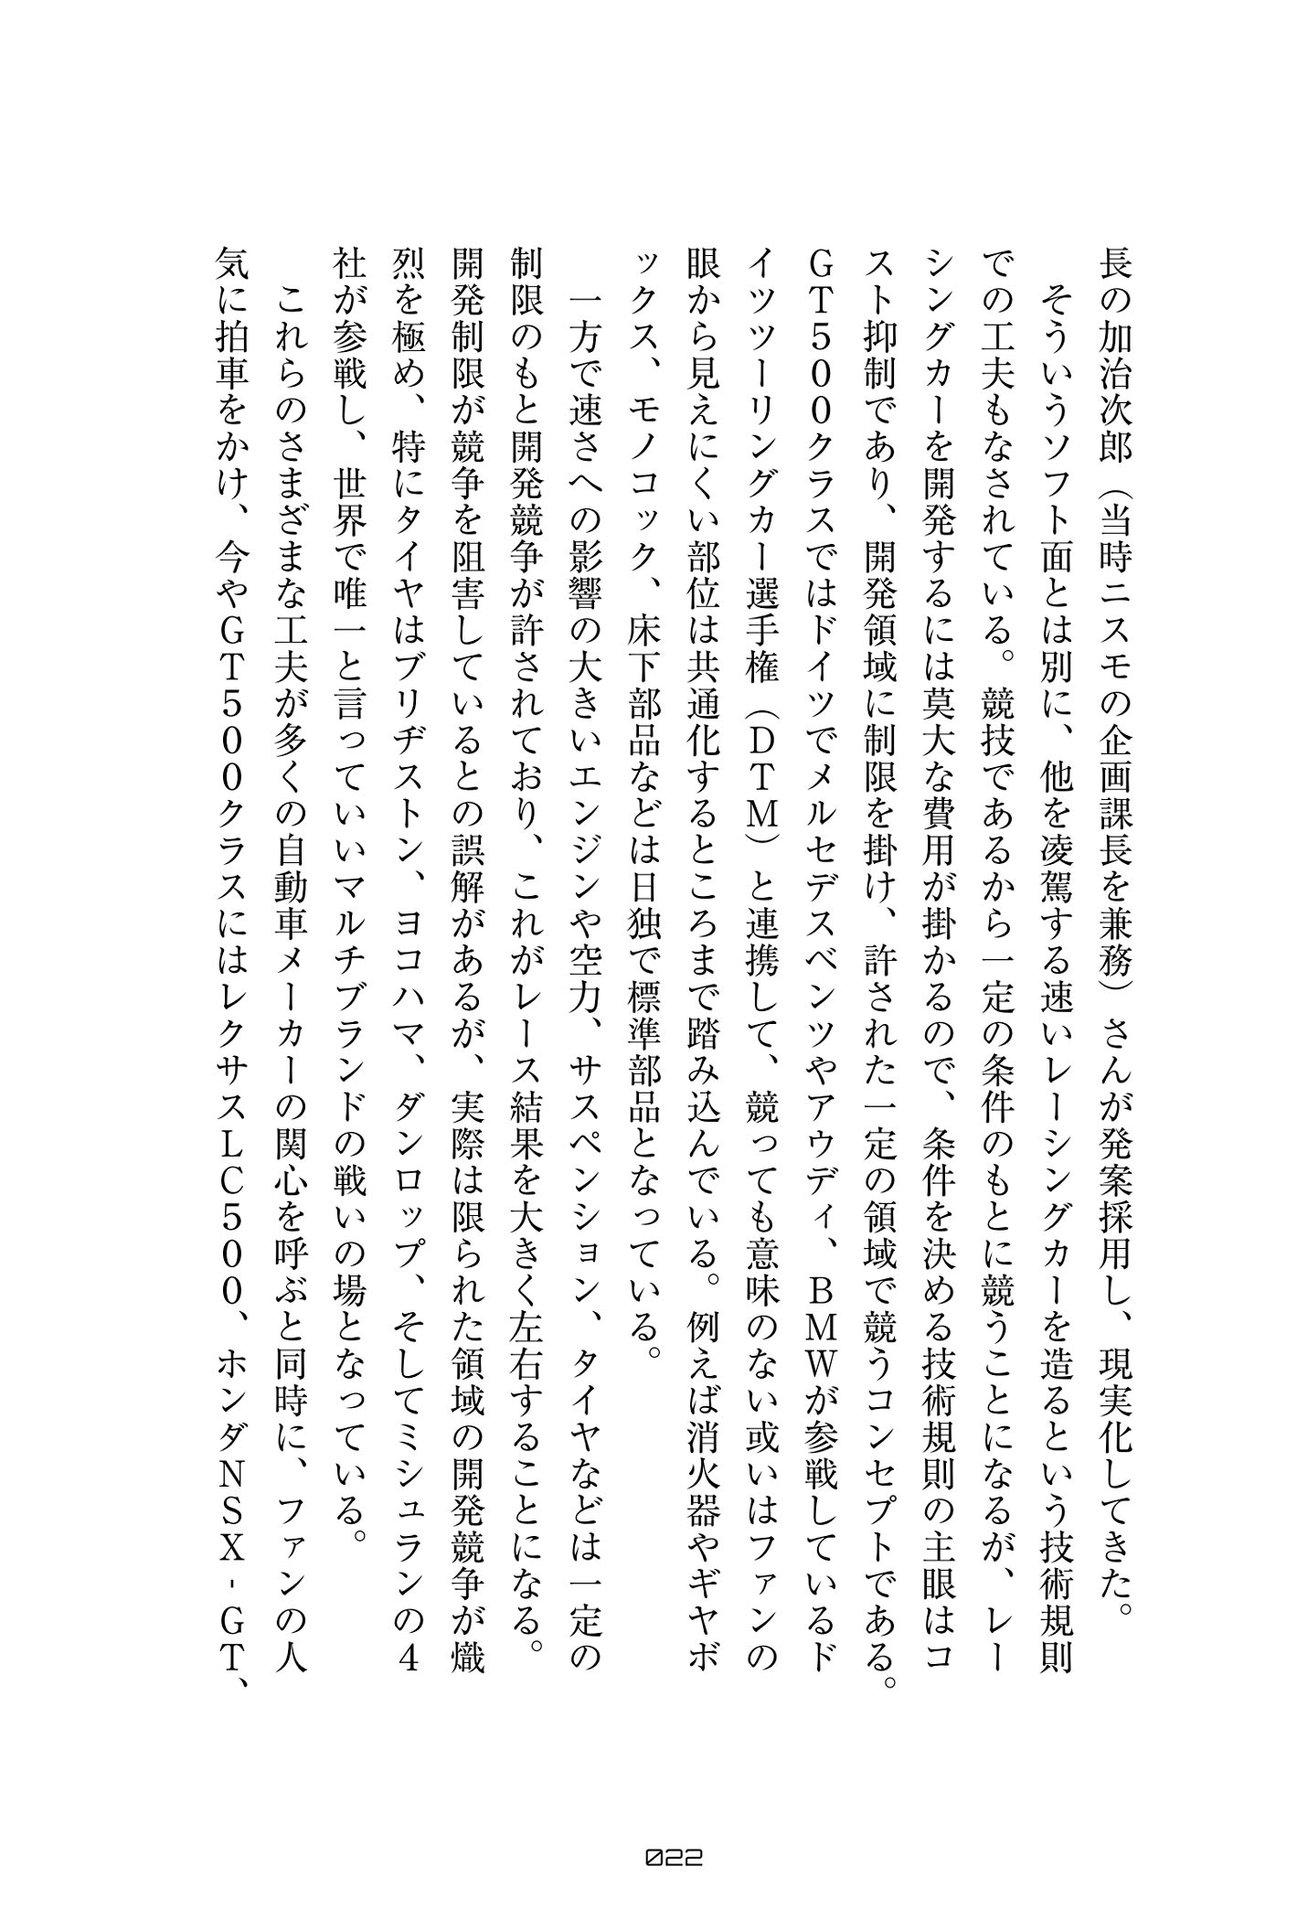 長の加治次郎（当時ニスモの企画課長を兼務）さんが発案採用し、現実化してきた。
　そういうソフト面とは別に、他を凌駕する速いレーシングカーを造るという技術規則
での工夫もなされている。競技であるから一定の条件のもとに競うことになるが、レー
シングカーを開発するには莫大な費用が掛かるので、条件を決める技術規則の主眼はコ
スト抑制であり、開発領域に制限を掛け、許された一定の領域で競うコンセプトである。
ＧＴ５００クラスではドイツでメルセデスベンツやアウディ、ＢＭＷが参戦しているド
イツツーリングカー選手権（ＤＴＭ）と連携して、競っても意味のない或いはファンの
眼から見えにくい部位は共通化するところまで踏み込んでいる。例えば消火器やギヤボ
ックス、モノコック、床下部品などは日独で標準部品となっている。
　一方で速さへの影響の大きいエンジンや空力、サスペンション、タイヤなどは一定の
制限のもと開発競争が許されており、これがレース結果を大きく左右することになる。
開発制限が競争を阻害しているとの誤解があるが、実際は限られた領域の開発競争が熾
烈を極め、特にタイヤはブリヂストン、ヨコハマ、ダンロップ、そしてミシュランの４
社が参戦し、世界で唯一と言っていいマルチブランドの戦いの場となっている。
　これらのさまざまな工夫が多くの自動車メーカーの関心を呼ぶと同時に、ファンの人
気に拍車をかけ、今やＧＴ５００クラスにはレクサスＬＣ５００、ホンダＮＳＸ-ＧＴ、
022